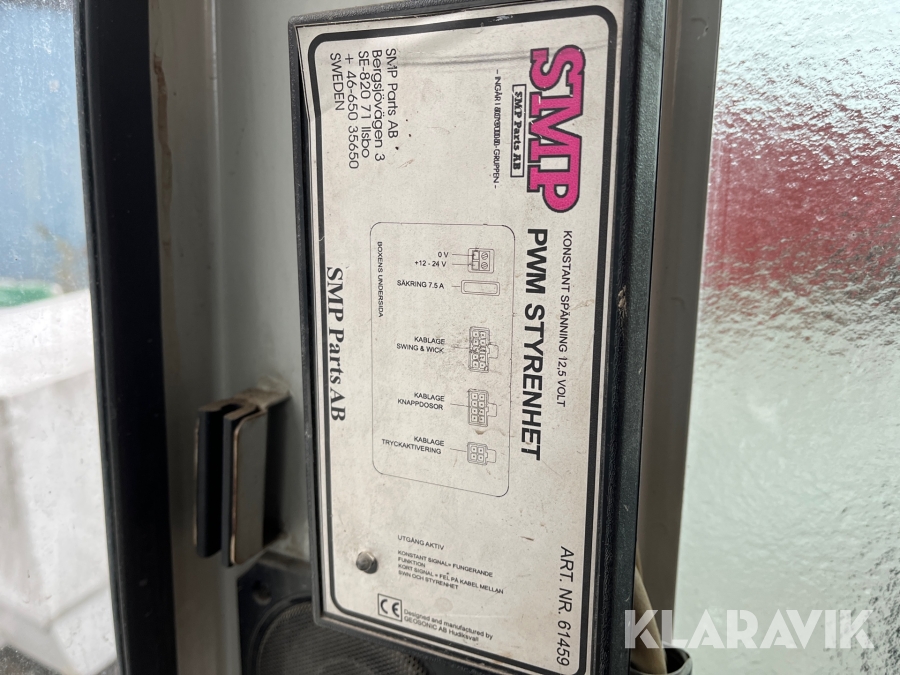 SMP
SMP Parts AB
KONSTANT SPÄNNING 12,5 VOLT
PWM STYRENHET
ART. NR. 61459
SMP Parts AB
Bergsjövägen 3
SE-820 71 Ilsbo
+ 46-650 35650
SWEDEN
0 V
+12 - 24 V
SÄKRING 7.5 A
KABLAGE
SWING & WICK
KABLAGE
KNAPPDOSOR
KABLAGE
TRYCKAKTIVERING
BOXENS UNDERSIDA
SMP Parts AB
UTGÅNG AKTIV
KONSTANT SIGNAL= FUNGERANDE
FUNKTION
KORT SIGNAL = FEL PÅ KABEL MELLAN
SWN OCH STYRENHET
CE
Designed and manufactured by
GEOSONIC AB Hudiksvall
KLARAVIK